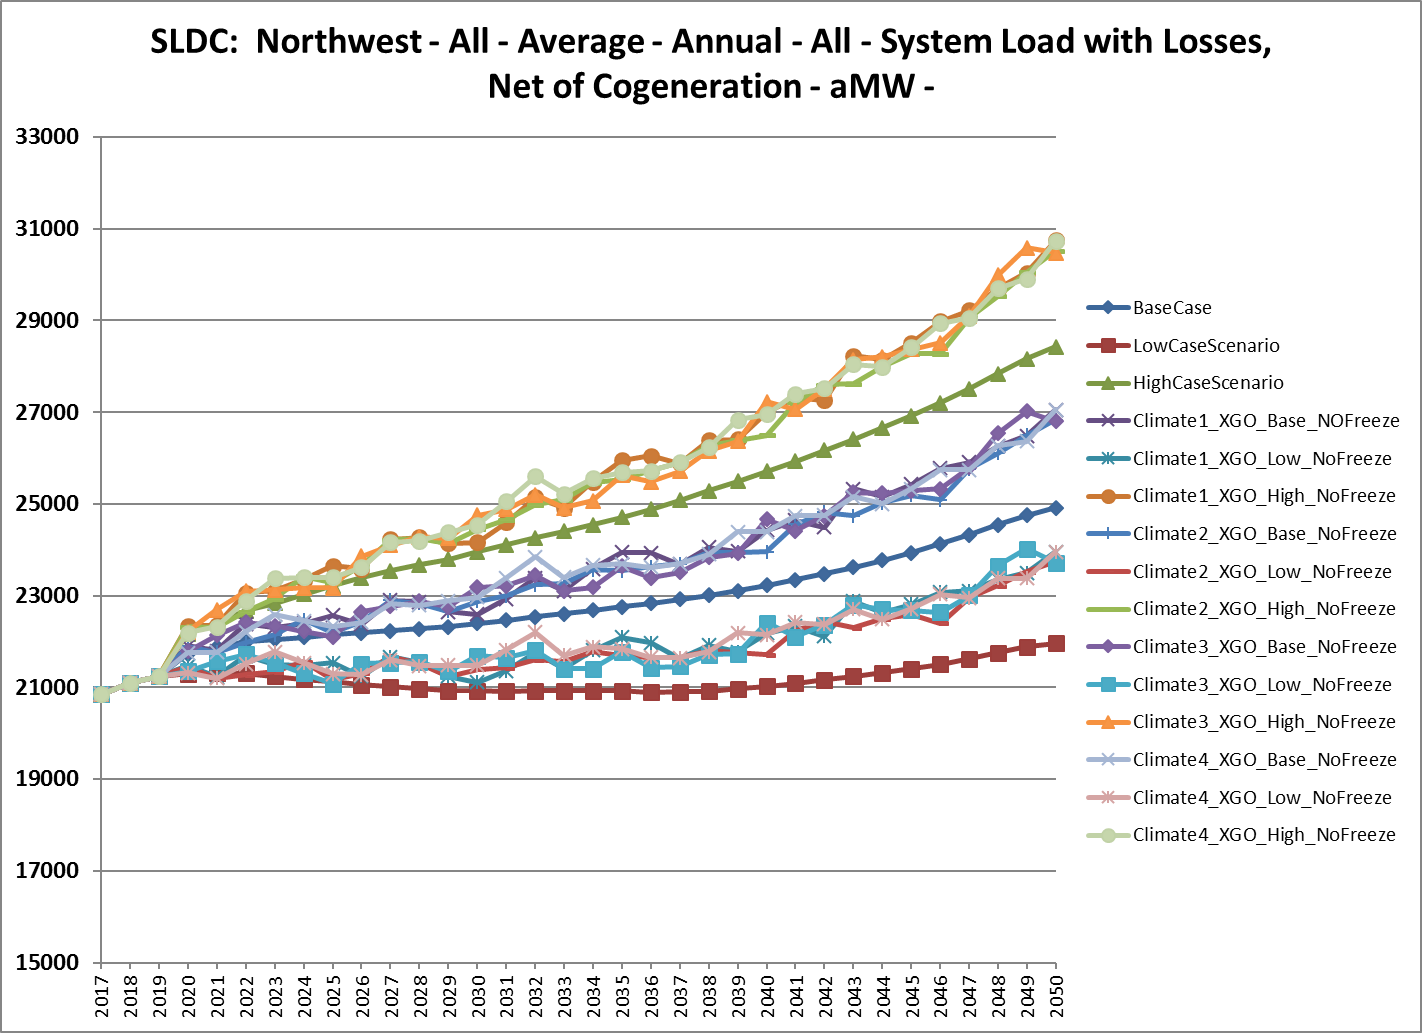 SLDC:  Northwest - All - Average - Annual - All - System Load with Losses,
Net of Cogeneration - aMW -
33000
31000
29000
27000
25000
23000
21000
19000
17000
15000
2017
2018
2019
2020
2021
2022
2023
2024
2025
2026
2027
2028
2029
2030
2031
2032
2033
2034
2035
2036
2037
2038
2039
2040
2041
2042
2043
2044
2045
2046
2047
2048
2049
2050
BaseCase
LowCaseScenario
HighCaseScenario
Climate1_XGO_Base_NOFreeze
Climate1_XGO_Low_NoFreeze
Climate1_XGO_High_NoFreeze
Climate2_XGO_Base_NoFreeze
Climate2_XGO_Low_NoFreeze
Climate2_XGO_High_NoFreeze
Climate3_XGO_Base_NoFreeze
Climate3_XGO_Low_NoFreeze
Climate3_XGO_High_NoFreeze
Climate4_XGO_Base_NoFreeze
Climate4_XGO_Low_NoFreeze
Climate4_XGO_High_NoFreeze